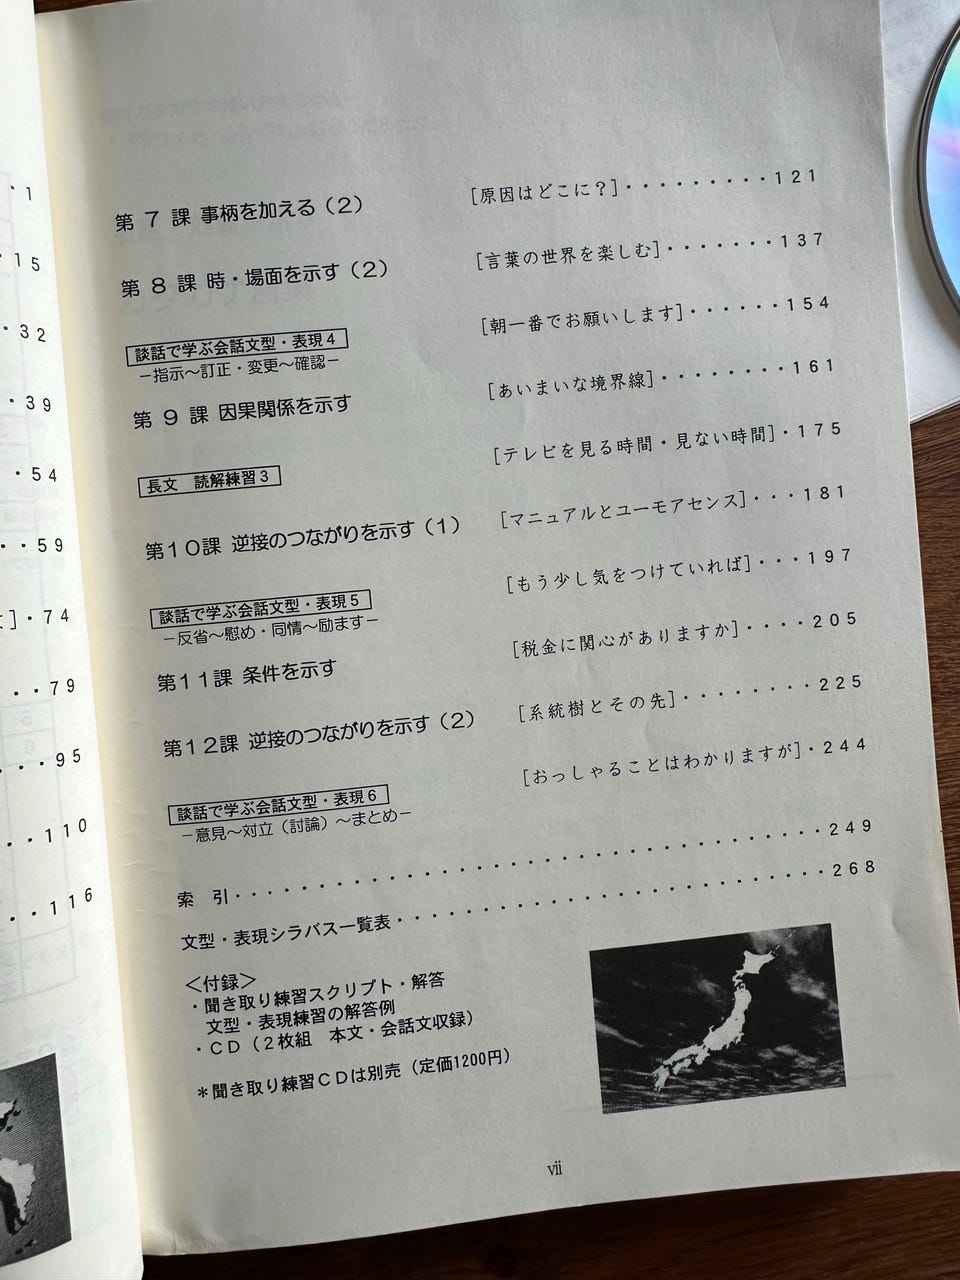 ・1
・15
・32
・39
・54
・・59
]・74
・・79
・・・95
・・110
・・・116
第 7 課 事柄を加える（2） [原因はどこに？]・・・・・・・・・121
第 8 課 時・場面を示す（2） [言葉の世界を楽しむ]・・・・・・・137
談話で学ぶ会話文型・表現4 [朝一番でお願いします]・・・・・・154
－指示～訂正・変更～確認－
第 9 課 因果関係を示す [あいまいな境界線]・・・・・・・・161
長文　読解練習3 [テレビを見る時間・見ない時間]・175
第10課 逆接のつながりを示す（1） [マニュアルとユーモアセンス]・・・181
談話で学ぶ会話文型・表現5 [もう少し気をつけていれば]・・・197
－反省～慰め・同情～励ます－
第11課 条件を示す [税金に関心がありますか]・・・・205
第12課 逆接のつながりを示す（2） [系統樹とその先]・・・・・・・・225
談話で学ぶ会話文型・表現6 [おっしゃることはわかりますが]・244
－意見～対立（討論）～まとめ－
索　引・・・・・・・・・・・・・・・・・・・・・・・・・・・249
文型・表現シラバス一覧表・・・・・・・・・・・・・・・・・・・・268
＜付録＞
・聞き取り練習スクリプト・解答
文型・表現練習の解答例
・ＣＤ（2枚組　本文・会話文収録）
＊聞き取り練習ＣＤは別売（定価1200円）
vii